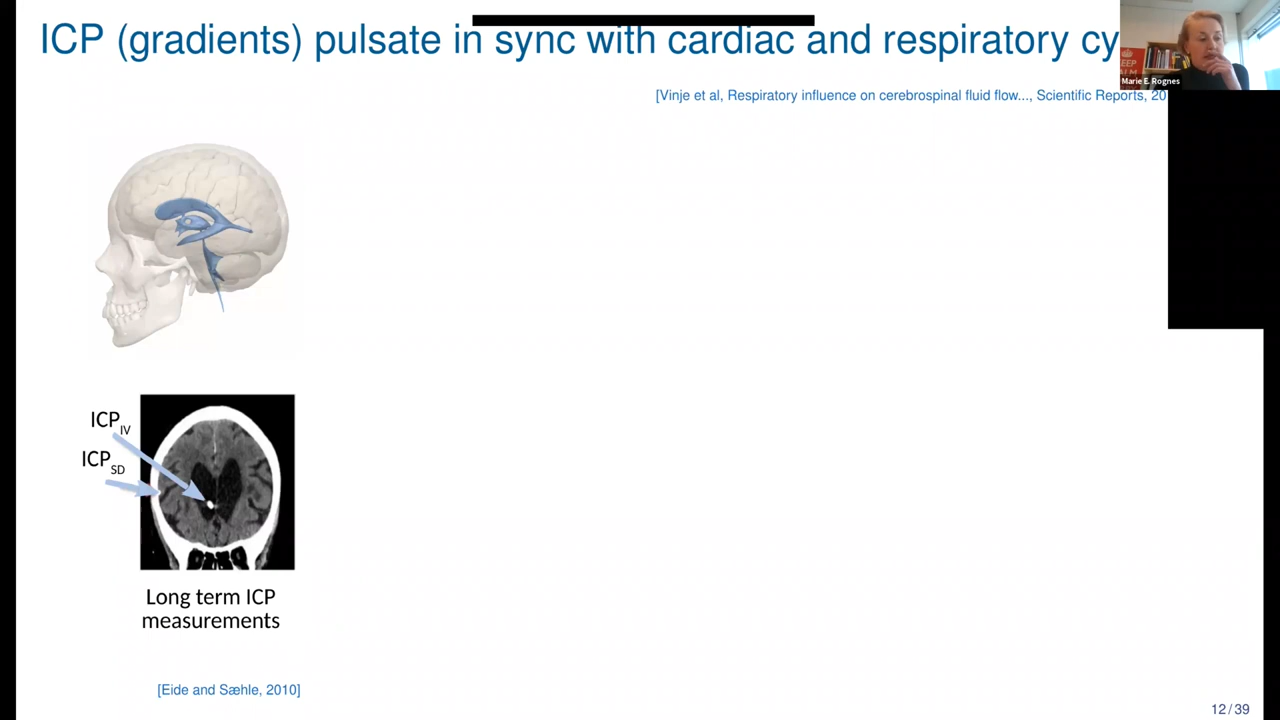 ICP (gradients) pulsate in sync with cardiac and respiratory cy
KEEP
CALM
Marie E. Rognes
[Vinje et al, Respiratory influence on cerebrospinal fluid flow..., Scientific Reports, 20
ICP IV
ICP SD
Long term ICP
measurements
[Eide and Sæhle, 2010]
12/39